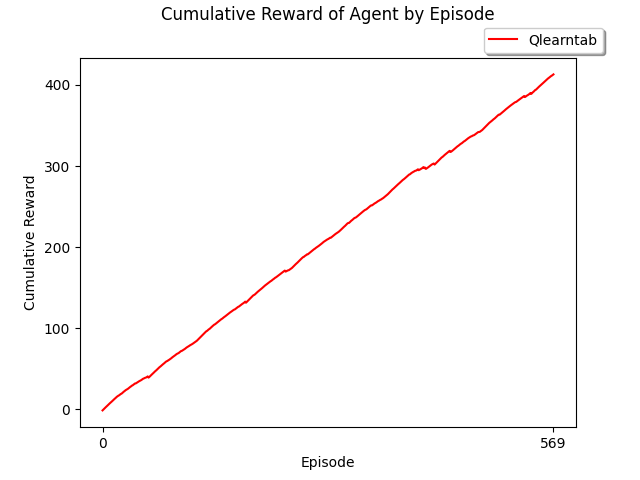 Cumulative Reward of Agent by Episode
Qlearntab
400
300
200
100
0
Cumulative Reward
0
569
Episode